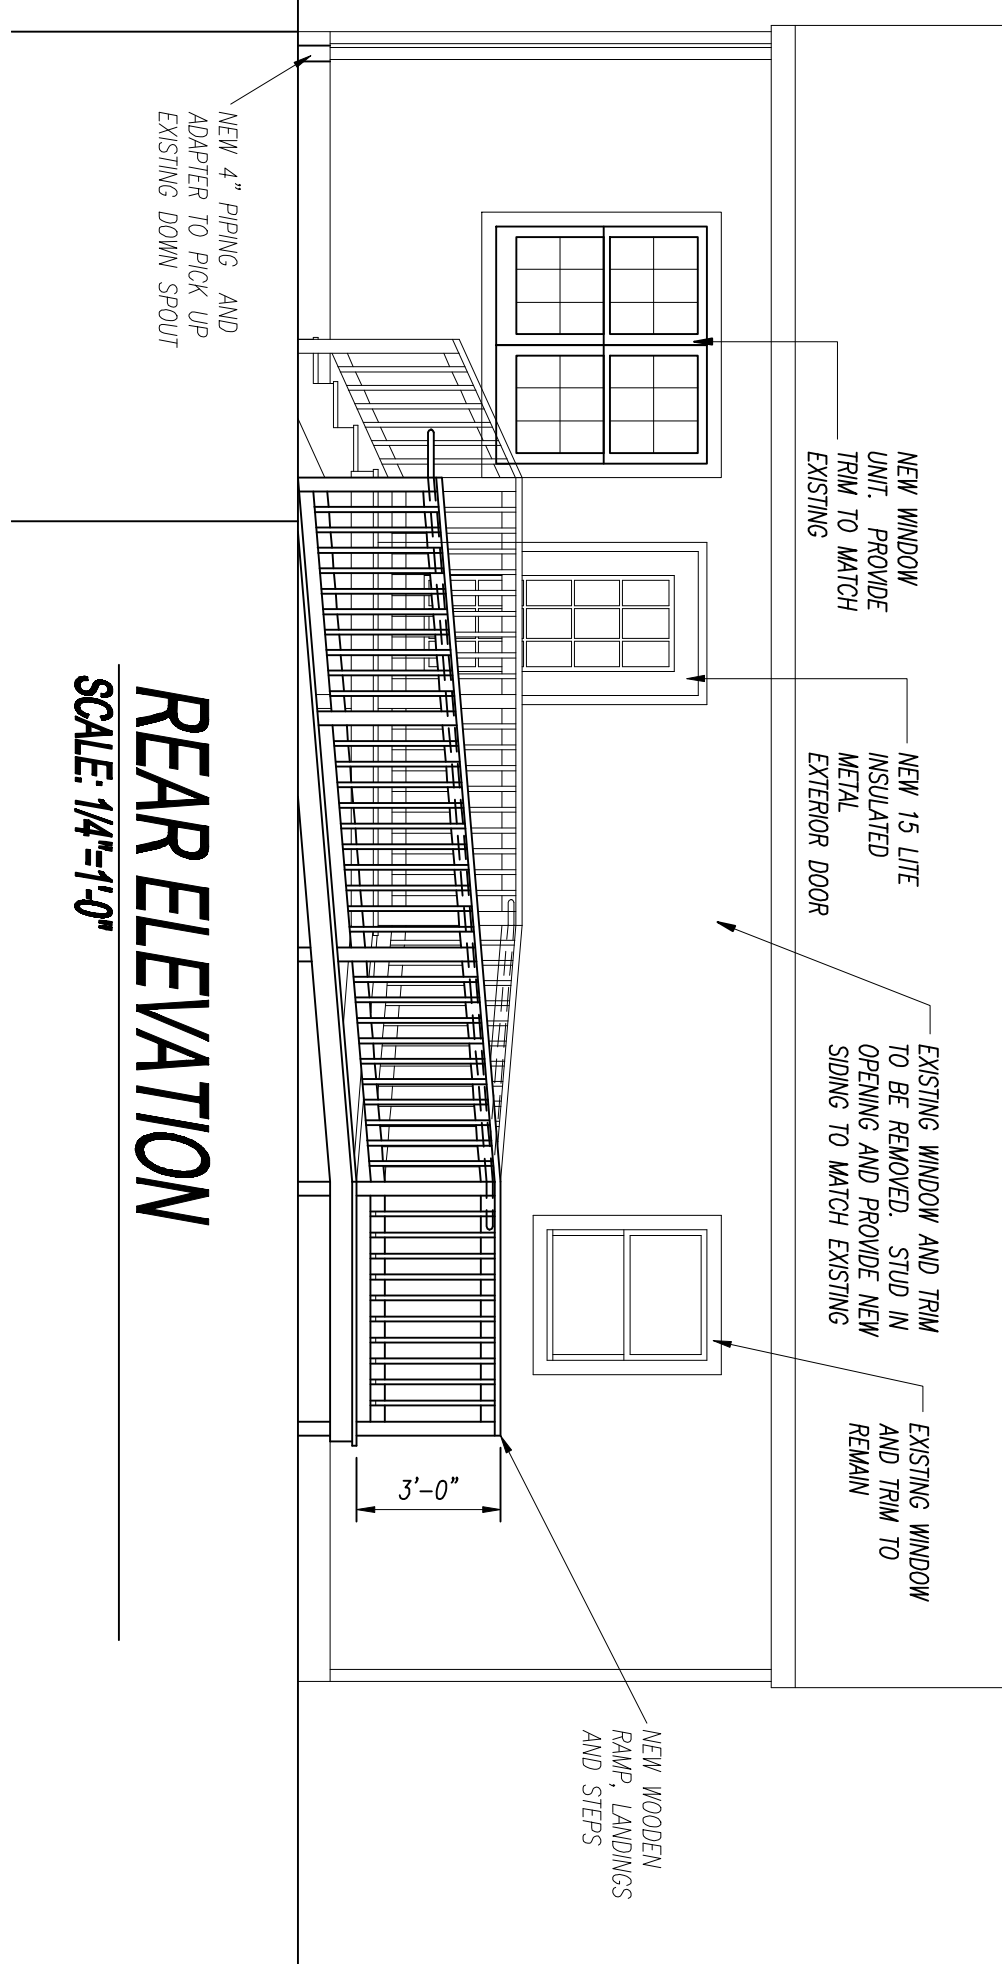 NEW WINDOW
UNIT. PROVIDE
TRIM TO MATCH
EXISTING
NEW 15 LITE
INSULATED
METAL
EXTERIOR DOOR
EXISTING WINDOW AND TRIM
TO BE REMOVED. STUD IN
OPENING AND PROVIDE NEW
SIDING TO MATCH EXISTING
EXISTING WINDOW
AND TRIM TO
REMAIN
NEW WOODEN
RAMP, LANDINGS
AND STEPS
3'-0"
NEW 4" PIPING AND
ADAPTER TO PICK UP
EXISTING DOWN SPOUT
REAR ELEVATION
SCALE: 1/4"=1'-0"